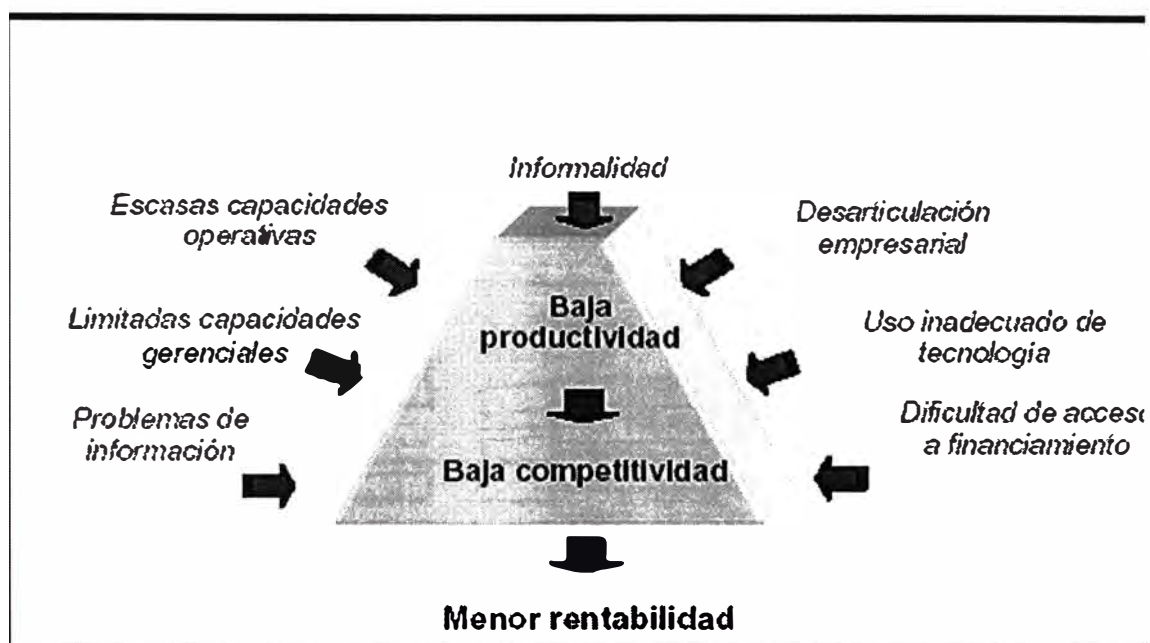 Informalidad
Escasas capacidades
operativas
Desarticulación
empresarial
Limitadas capacidades
gerenciales
Baja
productividad
Uso inadecuado de
tecnología
Problemas de
información
Dificultad de acceso
a financiamiento
Baja competitividad
Menor rentabilidad